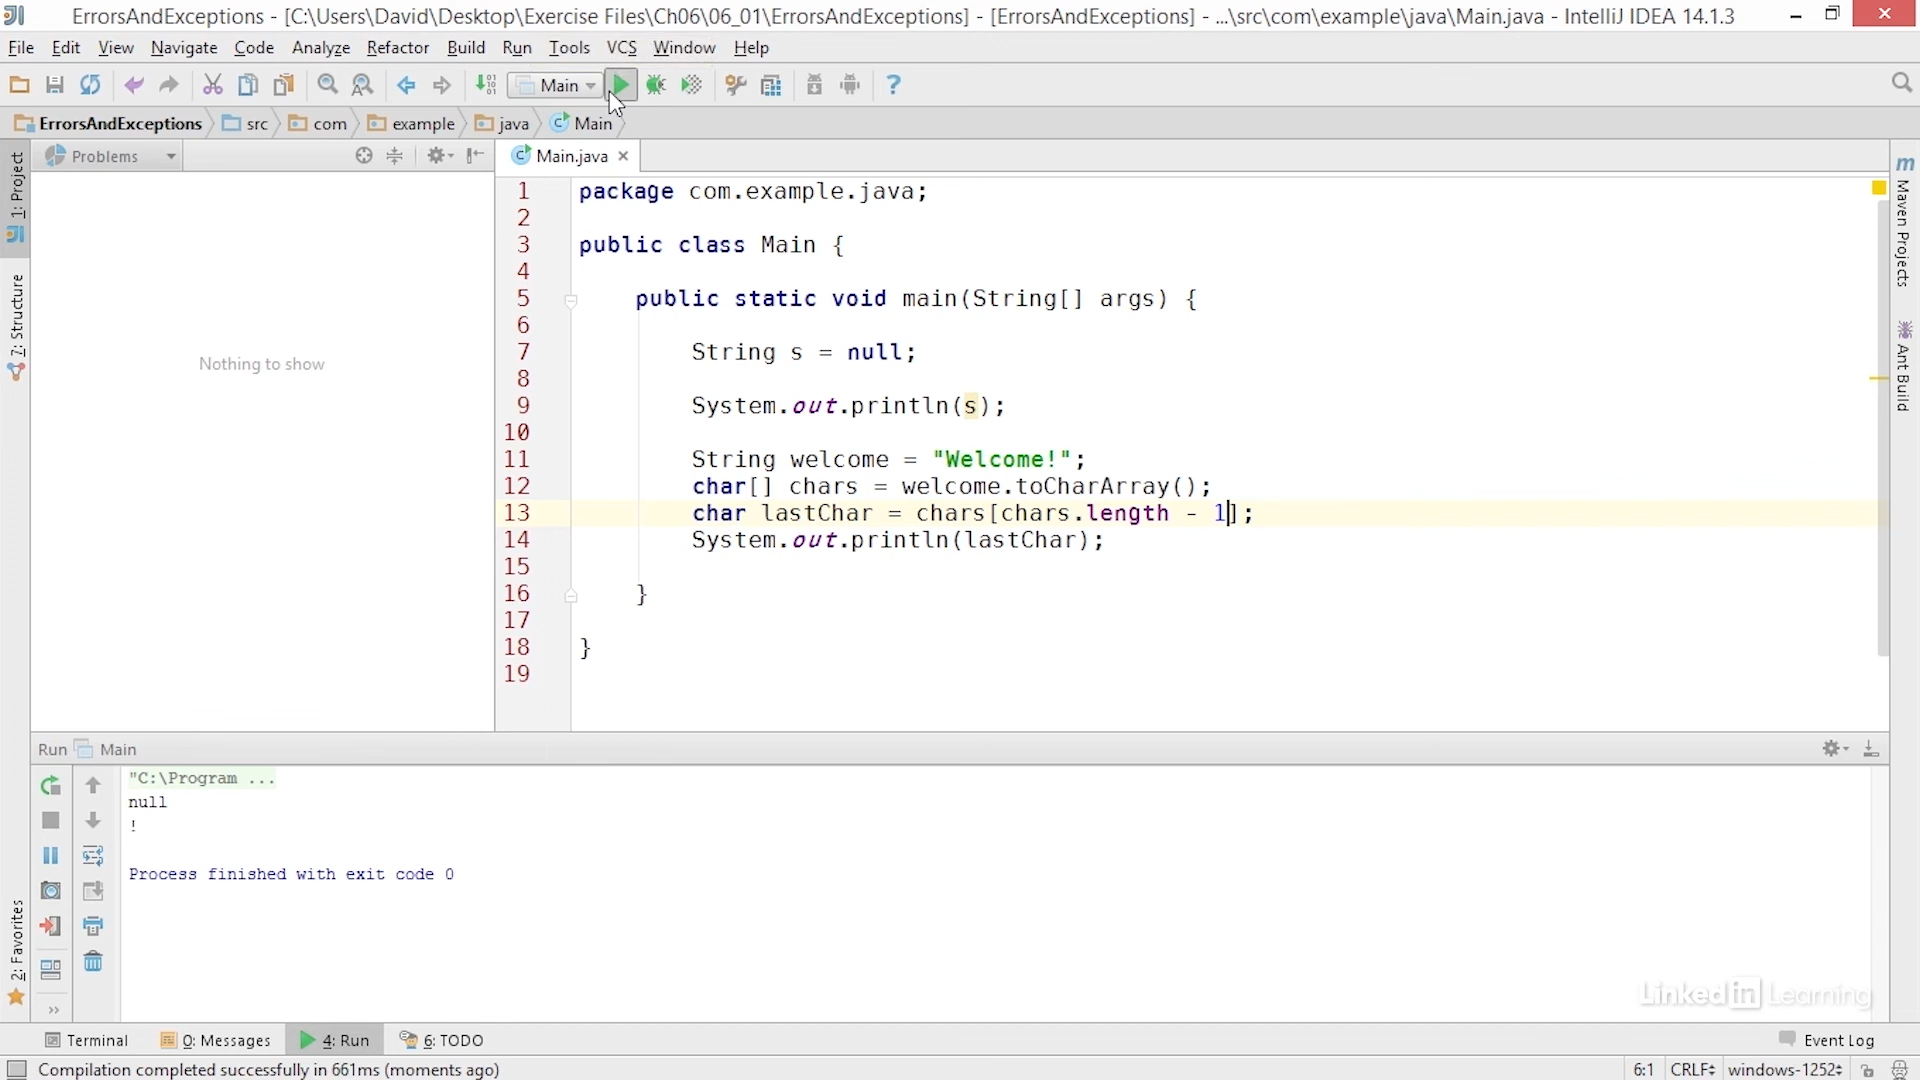 ErrorsAndExceptions - [C:\Users\David\Desktop\Exercise Files\Ch06\06_01\ErrorsAndExceptions] - [ErrorsAndExceptions] - ...\src\com\example\java\Main.java - IntelliJ IDEA 14.1.3
File Edit View Navigate Code Analyze Refactor Build Run Tools VCS Window Help
Main
ErrorsAndExceptions src com example java Main
Problems
Main.java
1: Project
7: Structure
2: Favorites
Nothing to show
1 package com.example.java;
2
3 public class Main {
4
5 public static void main(String[] args) {
6
7 String s = null;
8
9 System.out.println(s);
10
11 String welcome = "Welcome!";
12 char[] chars = welcome.toCharArray();
13 char lastChar = chars[chars.length - 1];
14 System.out.println(lastChar);
15
16 }
17
18 }
19
Maven Projects
Ant Build
Run Main
"C:\Program ...
null
!
Process finished with exit code 0
Linked in Learning
Terminal 0: Messages 4: Run 6: TODO Event Log
Compilation completed successfully in 661ms (moments ago) 6:1 CRLF windows-1252